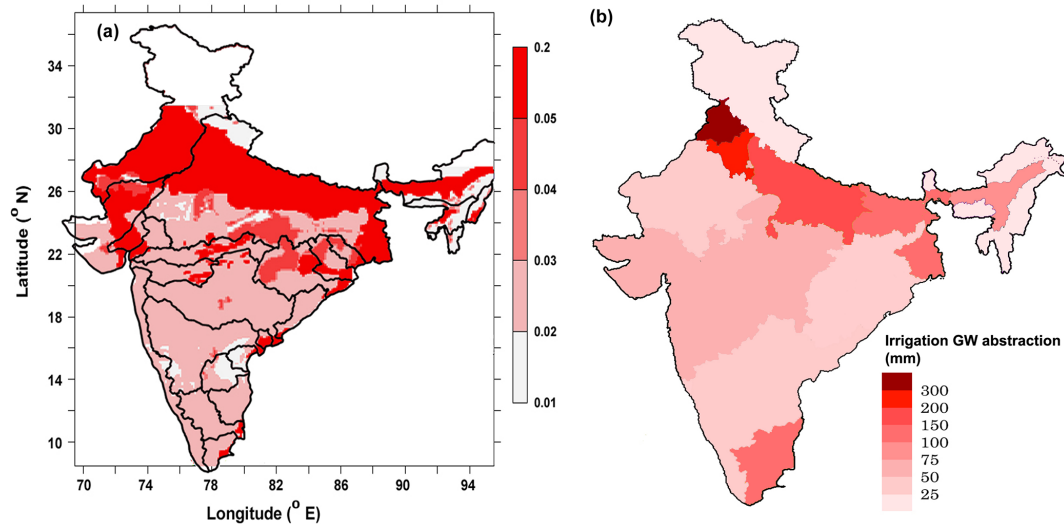 (a)
(b)
34
30
26
22
18
14
10
Latitude (° N)
70 74 78 82 86 90 94
Longitude (° E)
0.2
0.05
0.04
0.03
0.02
0.01
Irrigation GW abstraction
(mm)
300
200
150
100
75
50
25